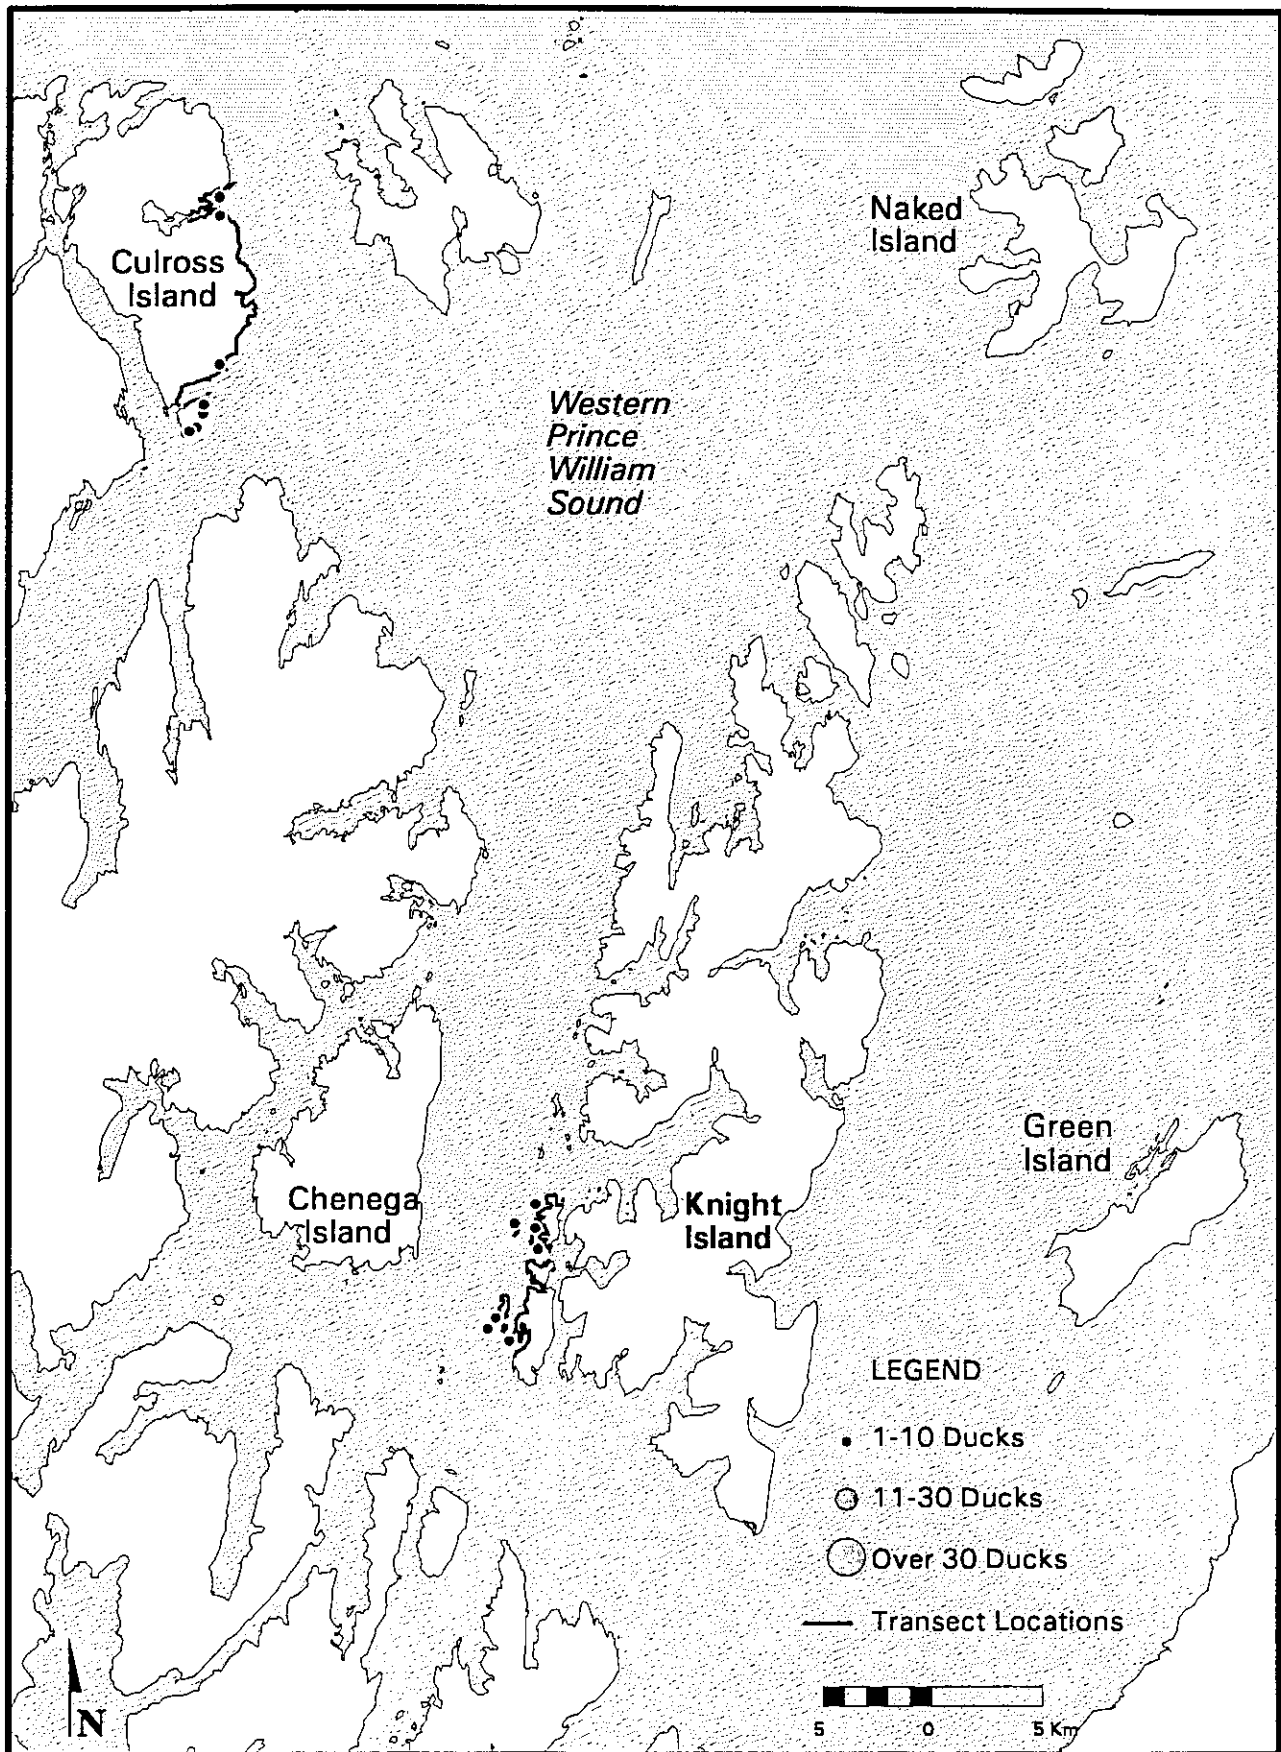 Naked
Island
Culross
Island
Western
Prince
William
Sound
Green
Island
Chenega
Island
Knight
Island
LEGEND
1-10 Ducks
11-30 Ducks
Over 30 Ducks
Transect Locations
N
5 0 5 Km